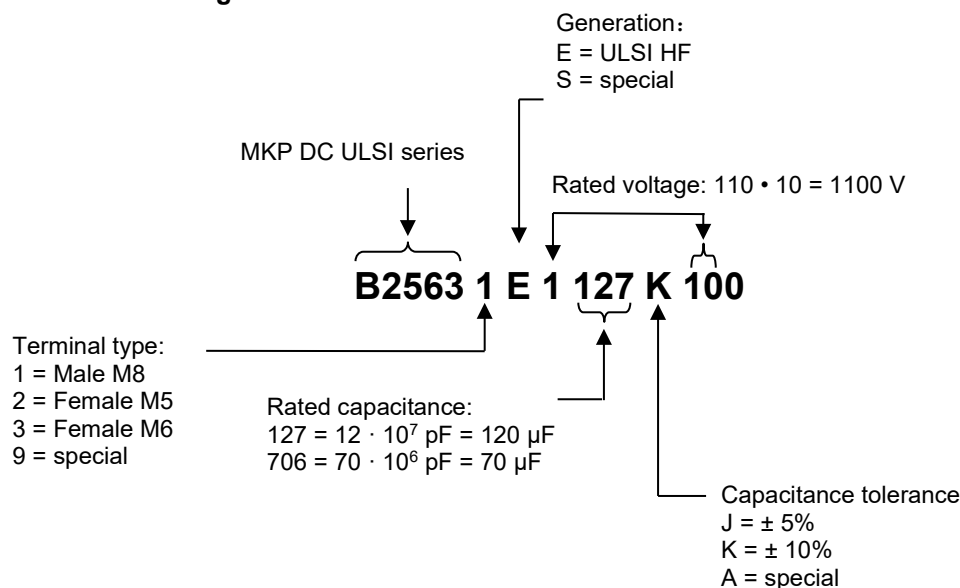 Generation：
E = ULSI HF
S = special
MKP DC ULSI series
Rated voltage: 110 • 10 = 1100 V
B2563 1 E 1 127 K 100
Terminal type:
1 = Male M8
2 = Female M5
3 = Female M6
9 = special
Rated capacitance:
127 = 12 · 10⁷ pF = 120 μF
706 = 70 · 10⁶ pF = 70 μF
Capacitance tolerance
J = ± 5%
K = ± 10%
A = special